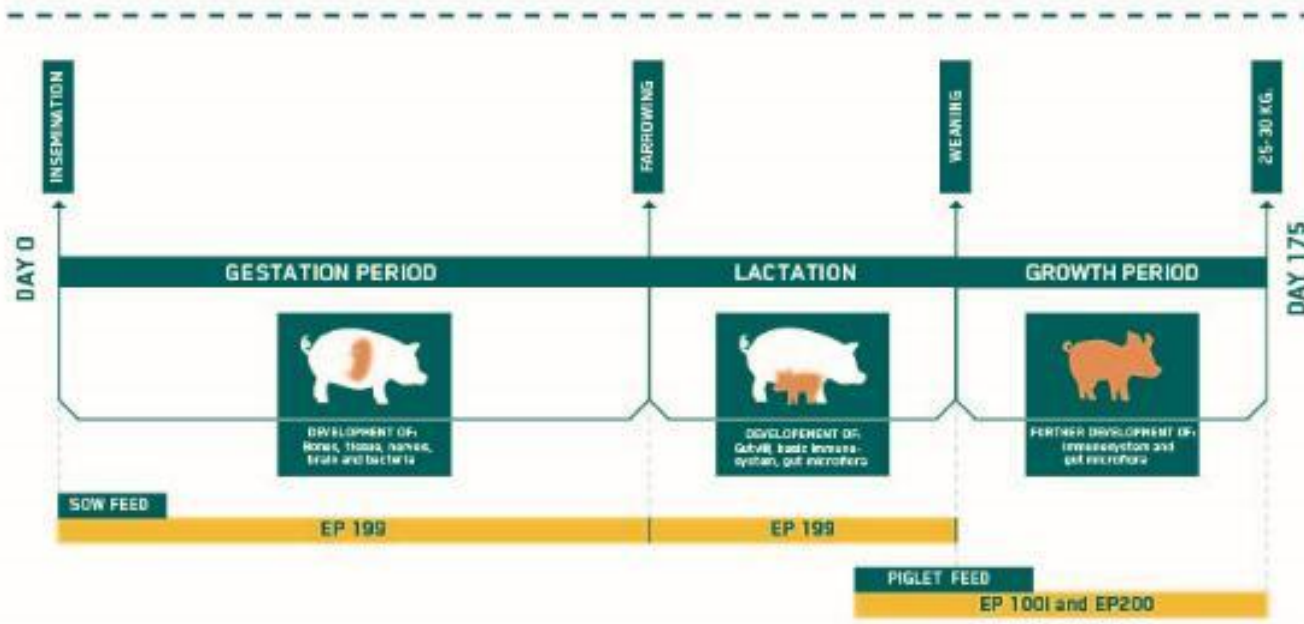 INSEMINATION
FARROWING
WEANING
25-30 KG.
DAY 0
DAY 175
GESTATION PERIOD
LACTATION
GROWTH PERIOD
DEVELOPMENT OF:
Bones, tissue, nerves,
brain and bacteria
DEVELOPEMENT OF:
Gutvilli, basic immune-
system, gut microflora
FURTHER DEVELOPMENT OF:
Immunesystem and
gut microflora
SOW FEED
EP 199
EP 199
PIGLET FEED
EP 100i and EP200